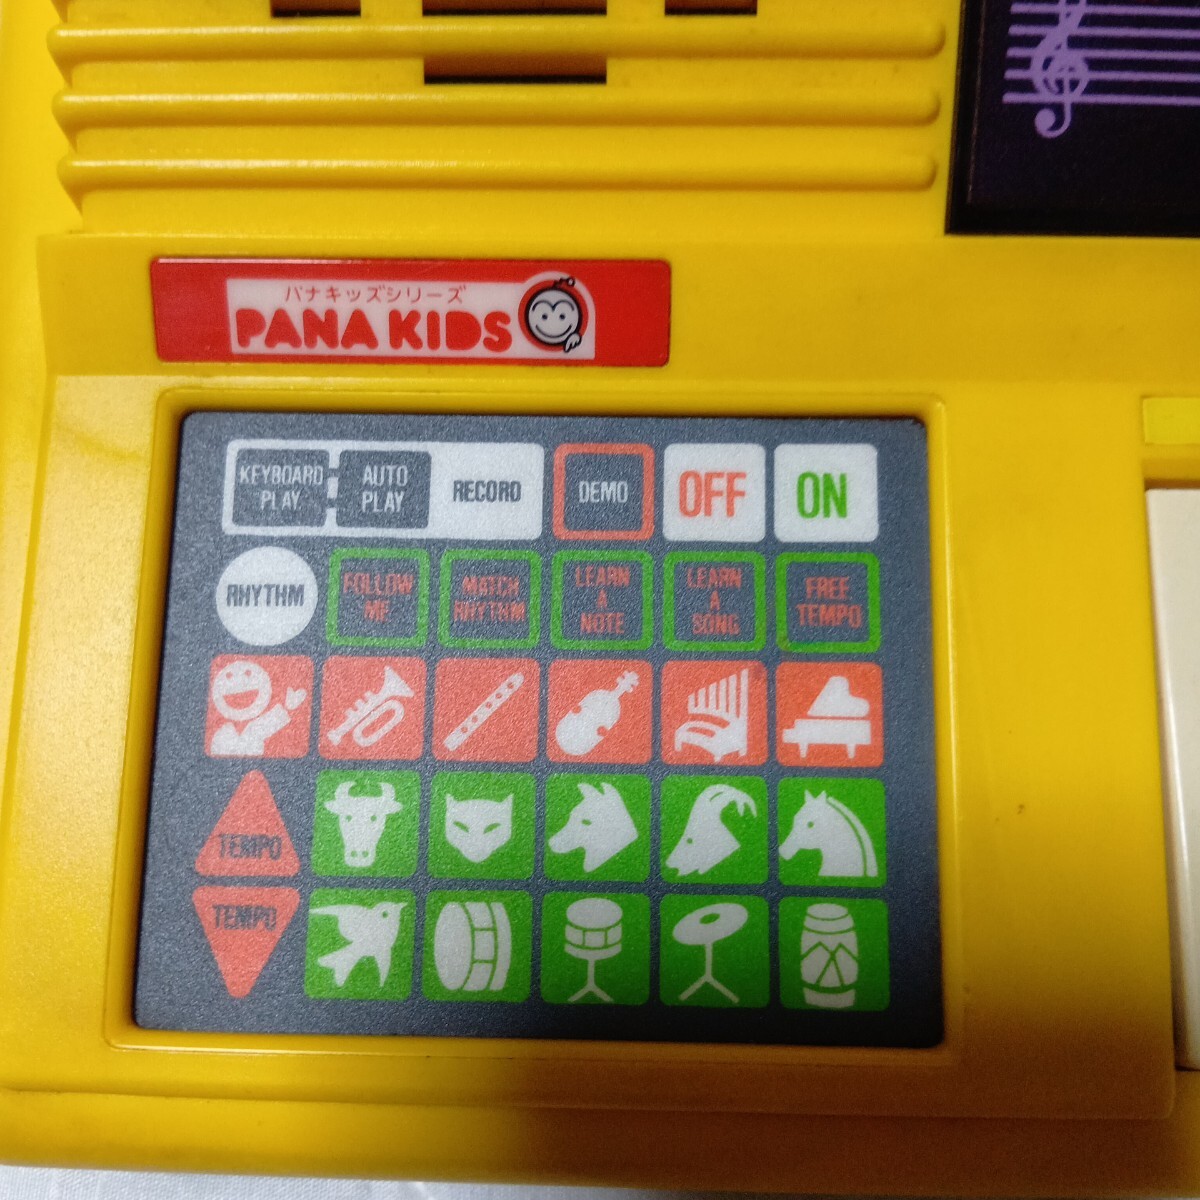 パナキッズシリーズ
PANA KIDS
KEYBOARD
PLAY
AUTO
PLAY
RECORD
DEMO
OFF
ON
RHYTHM
FOLLOW
ME
MATCH
RHYTHM
LEARN
A
NOTE
LEARN
A
SONG
FREE
TEMPO
TEMPO
TEMPO